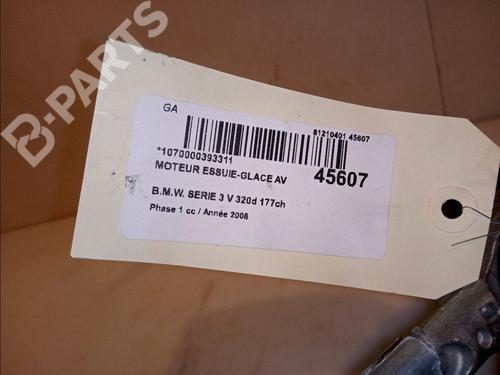 B-PARTS
GA
81210401 45607
*1070000393311
MOTEUR ESSUIE-GLACE AV
45607
B.M.W. SERIE 3 V 320d 177ch
Phase 1 cc / Année 2008